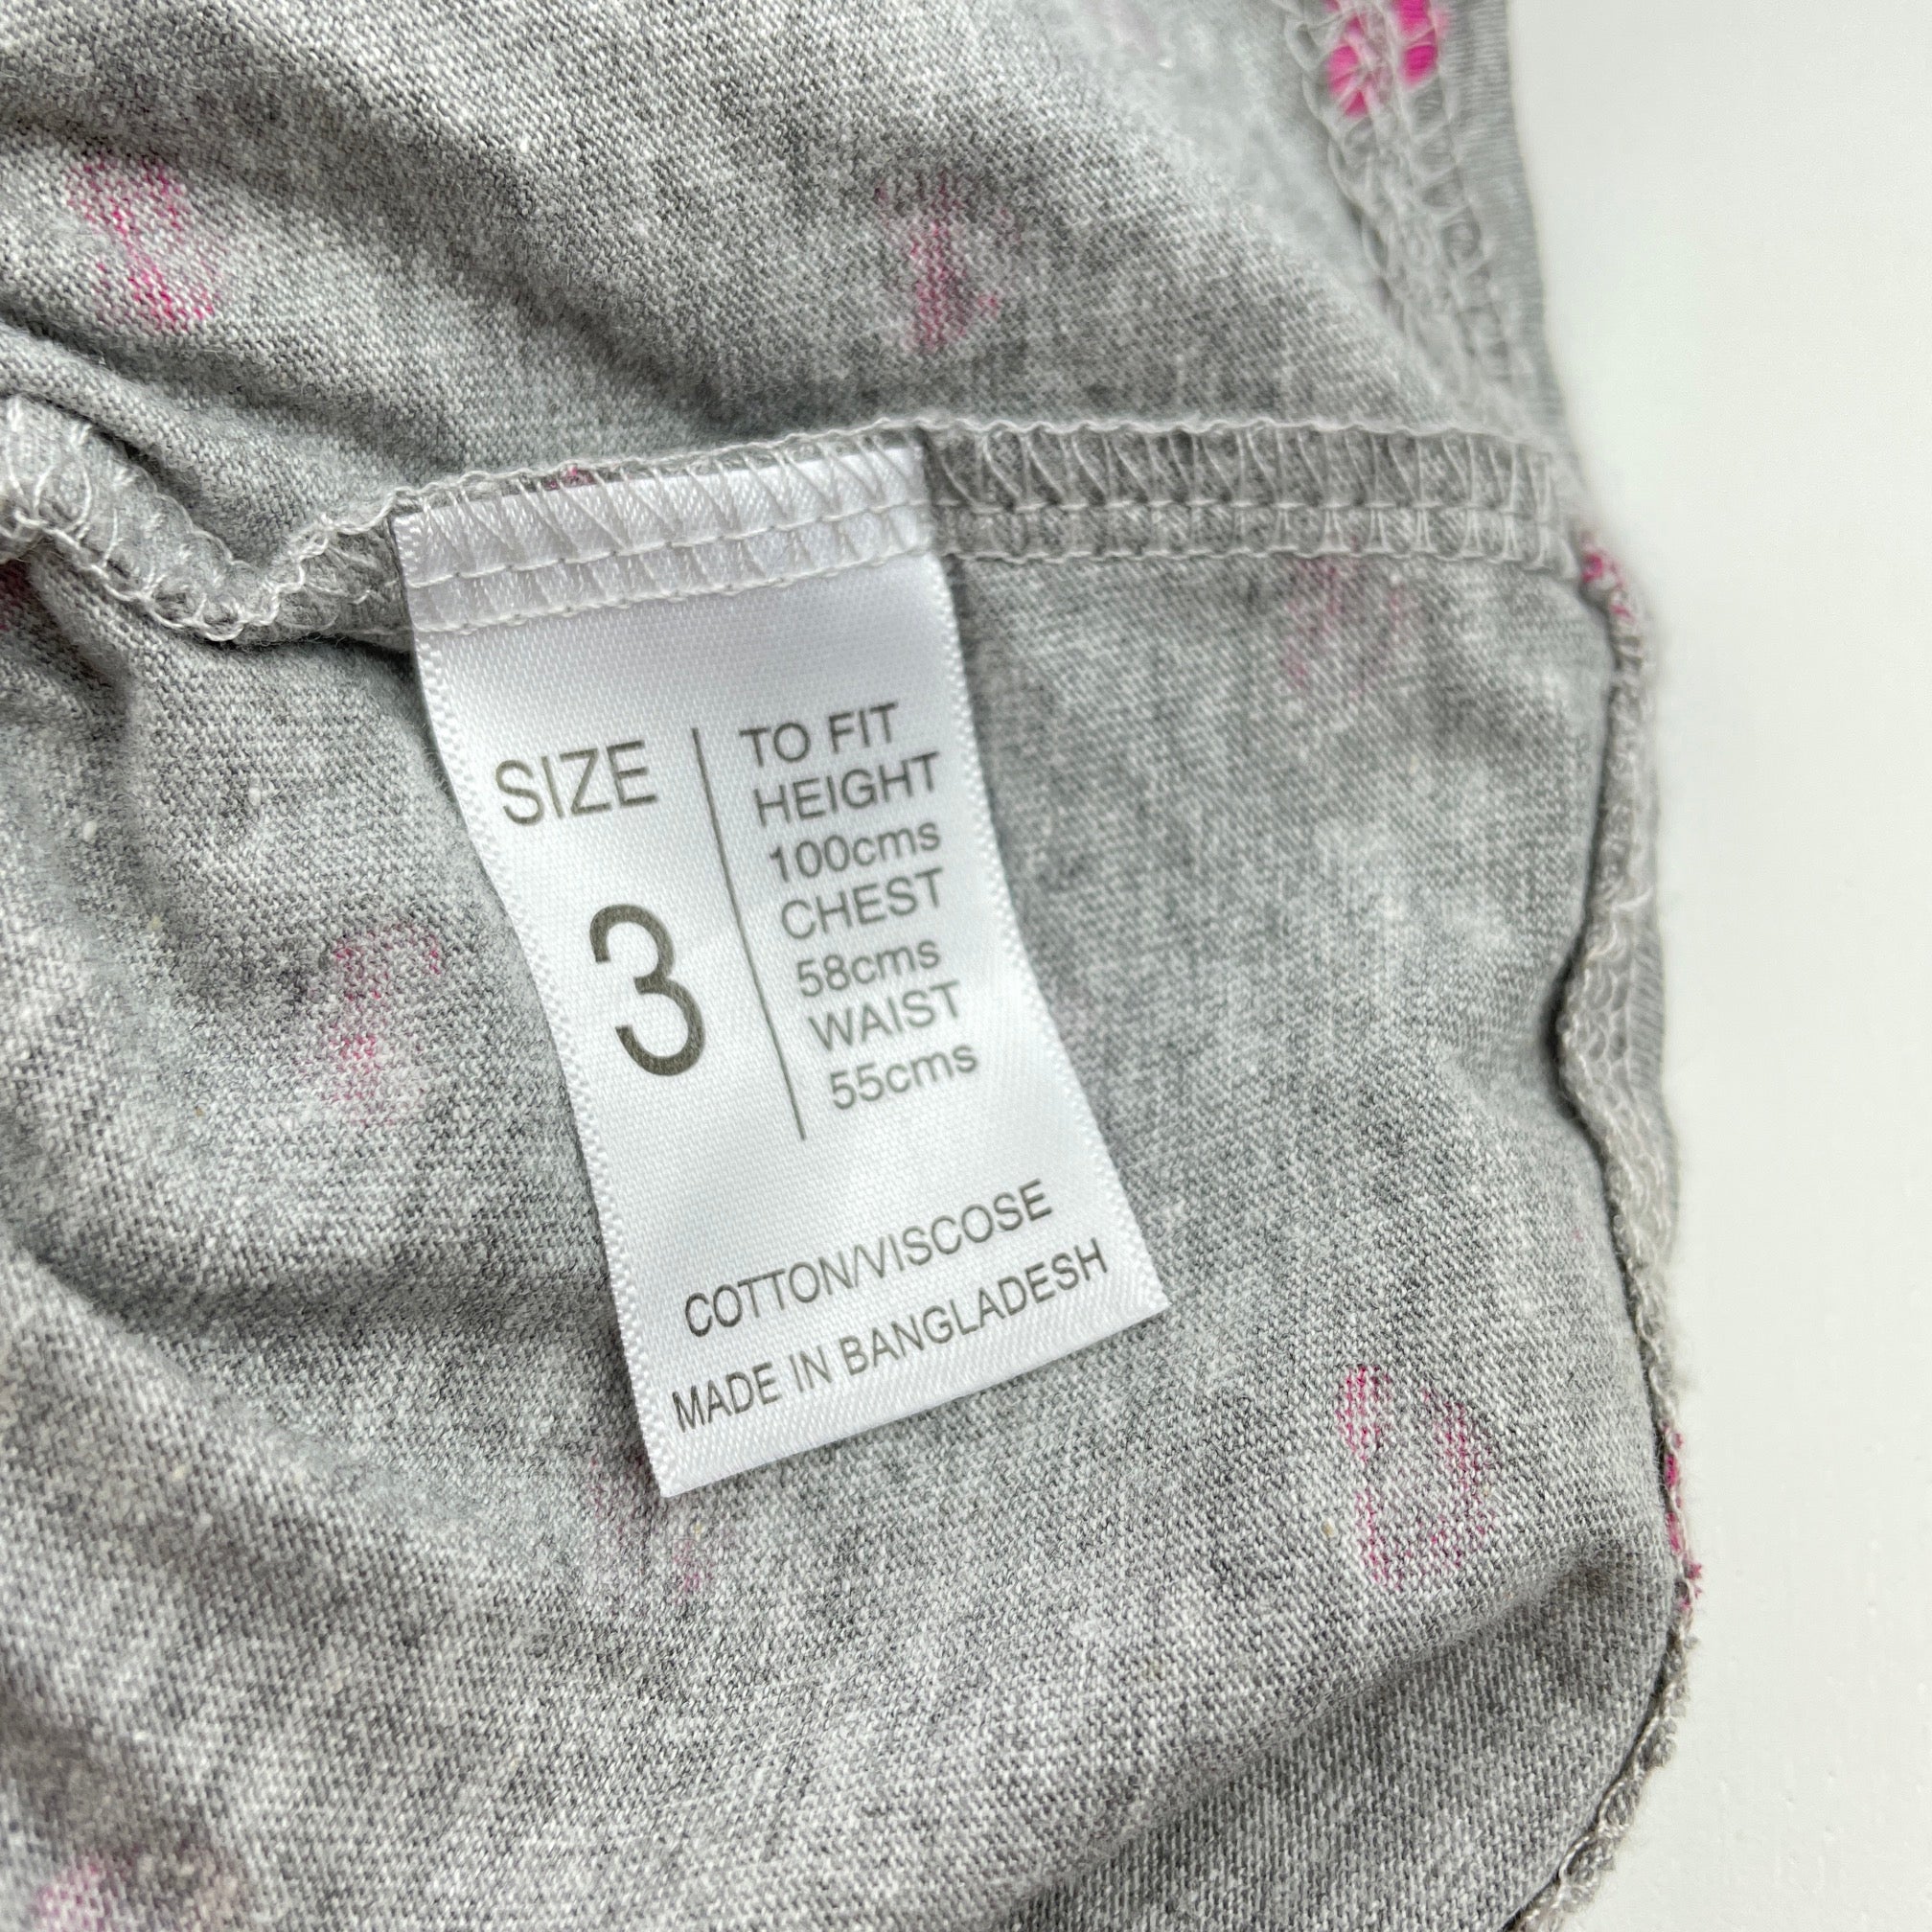 SIZE
3
TO FIT
HEIGHT
100cms
CHEST
58cms
WAIST
55cms
COTTON/VISCOSE
MADE IN BANGLADESH